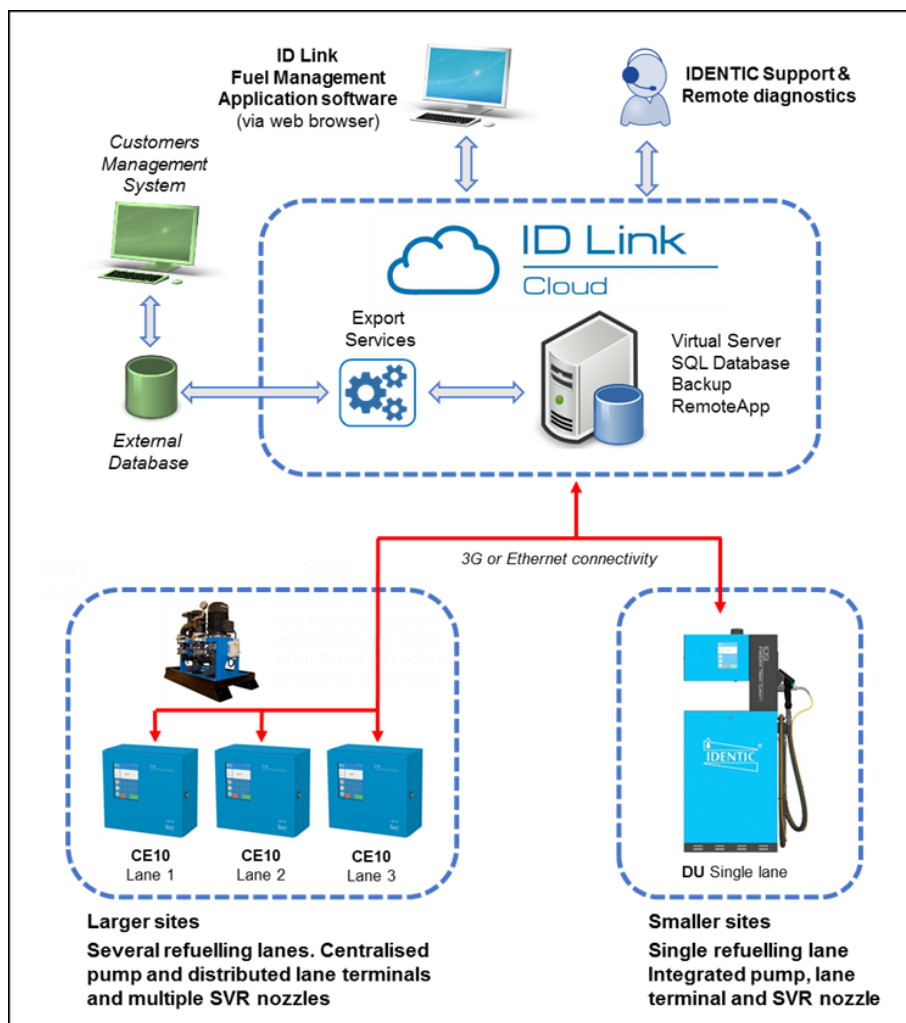 ID Link
Fuel Management
Application software
(via web browser)
IDENTIC Support &
Remote diagnostics
Customers
Management
System
ID Link
Cloud
Export
Services
Virtual Server
SQL Database
Backup
RemoteApp
External
Database
3G or Ethernet connectivity
IDENTIC®
CE10
Lane 1
CE10
Lane 2
CE10
Lane 3
DU Single lane
Larger sites
Several refuelling lanes. Centralised
pump and distributed lane terminals
and multiple SVR nozzles
Smaller sites
Single refuelling lane
Integrated pump, lane
terminal and SVR nozzle